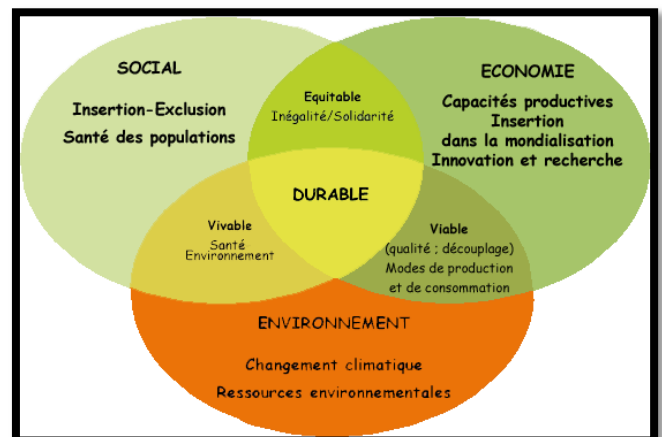 SOCIAL
Insertion-Exclusion
Santé des populations
Equitable
Inégalité/Solidarité
ECONOMIE
Capacités productives
Insertion
dans la mondialisation
Innovation et recherche
DURABLE
Vivable
Santé
Environnement
Viable
(qualité ; découplage)
Modes de production
et de consommation
ENVIRONNEMENT
Changement climatique
Ressources environnementales